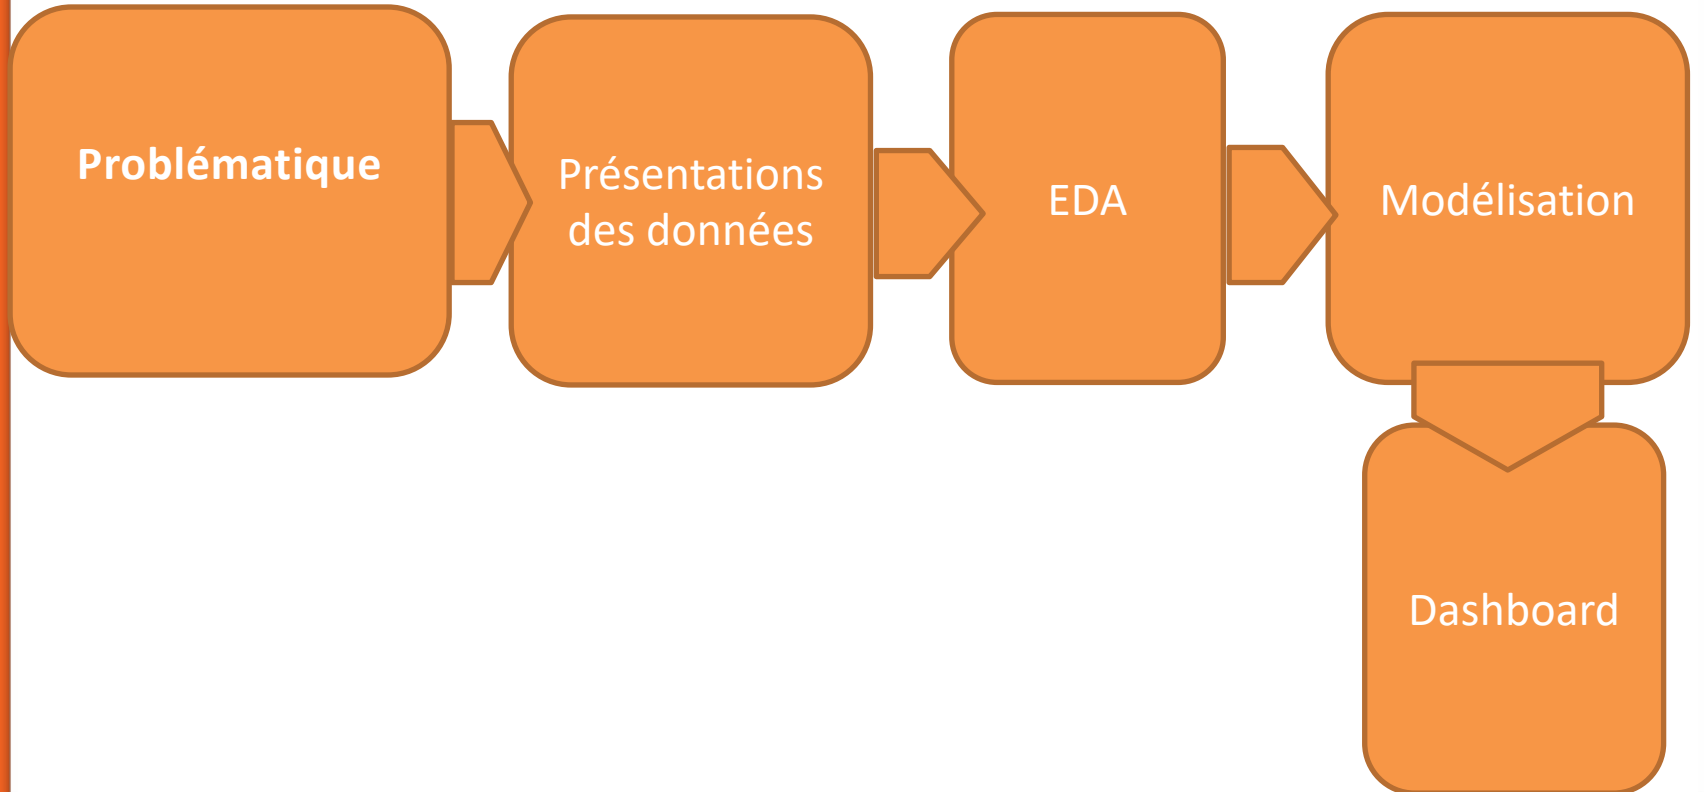 Problématique
Présentations
des données
EDA
Modélisation
Dashboard